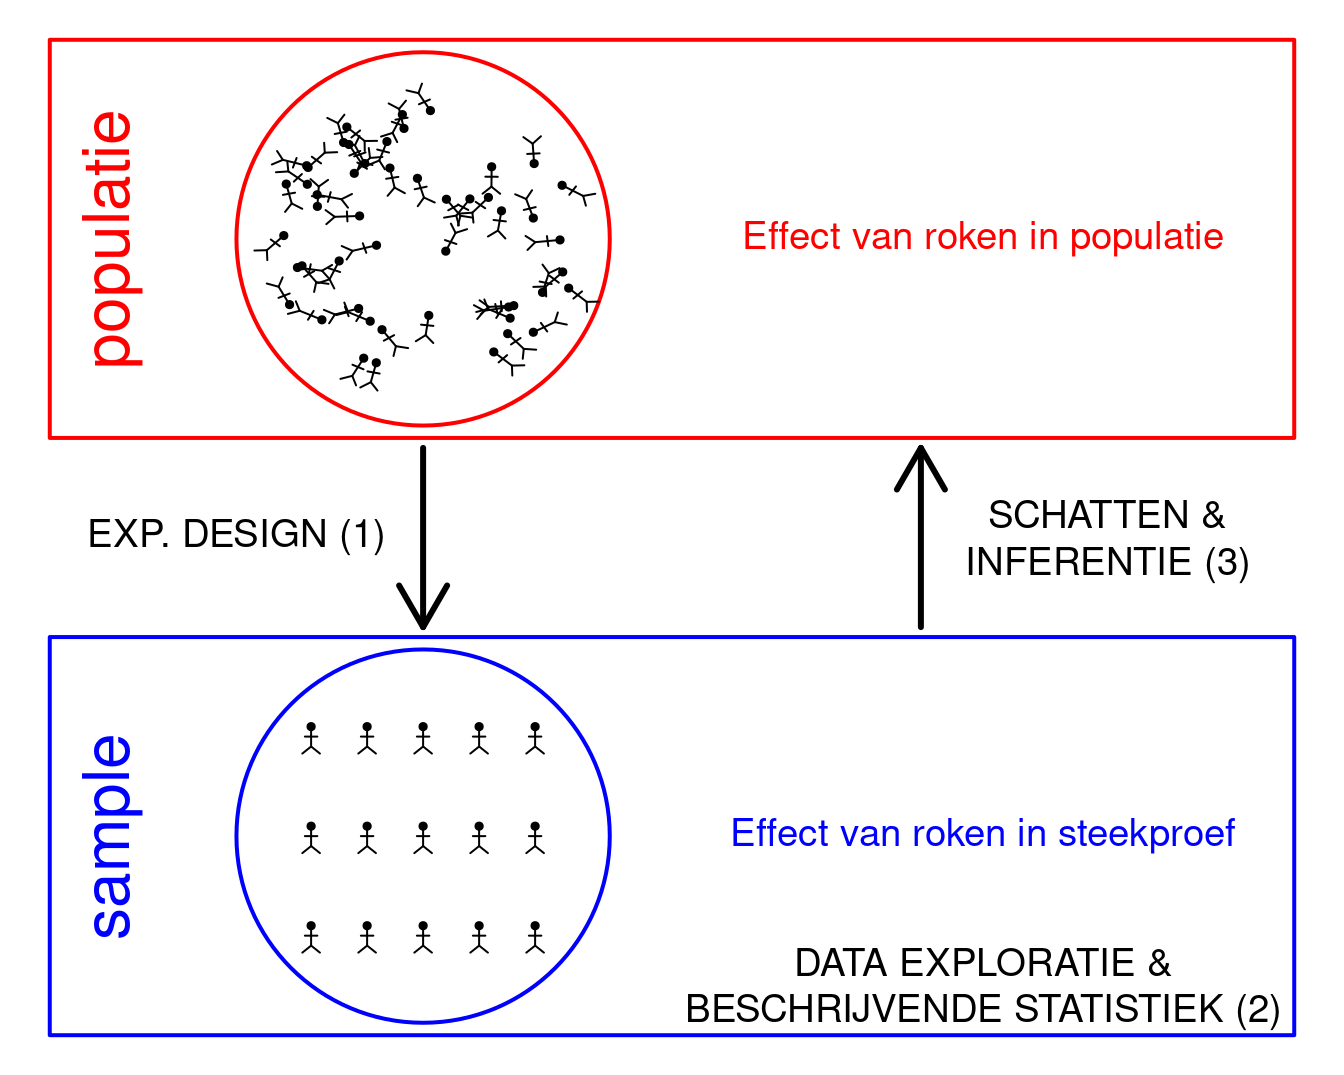 populatie
Effect van roken in populatie
EXP. DESIGN (1)
SCHATTEN &
INFERENTIE (3)
sample
Effect van roken in steekproef
DATA EXPLORATIE &
BESCHRIJVENDE STATISTIEK (2)